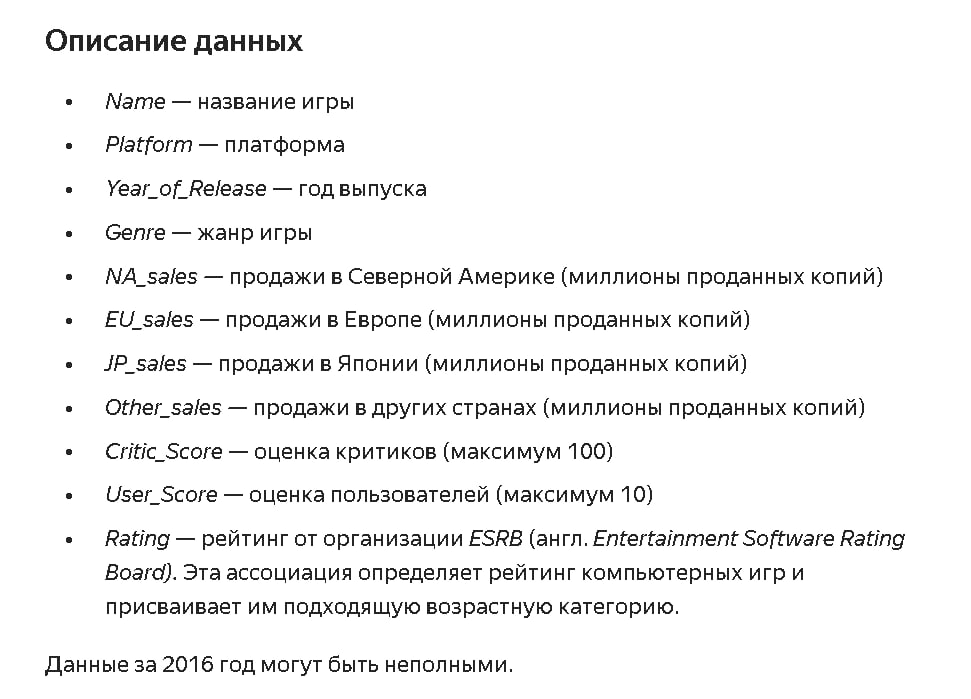 Описание данных
• Name — название игры
• Platform — платформа
• Year_of_Release — год выпуска
• Genre — жанр игры
• NA_sales — продажи в Северной Америке (миллионы проданных копий)
• EU_sales — продажи в Европе (миллионы проданных копий)
• JP_sales — продажи в Японии (миллионы проданных копий)
• Other_sales — продажи в других странах (миллионы проданных копий)
• Critic_Score — оценка критиков (максимум 100)
• User_Score — оценка пользователей (максимум 10)
• Rating — рейтинг от организации ESRB (англ. Entertainment Software Rating
Board). Эта ассоциация определяет рейтинг компьютерных игр и
присваивает им подходящую возрастную категорию.
Данные за 2016 год могут быть неполными.